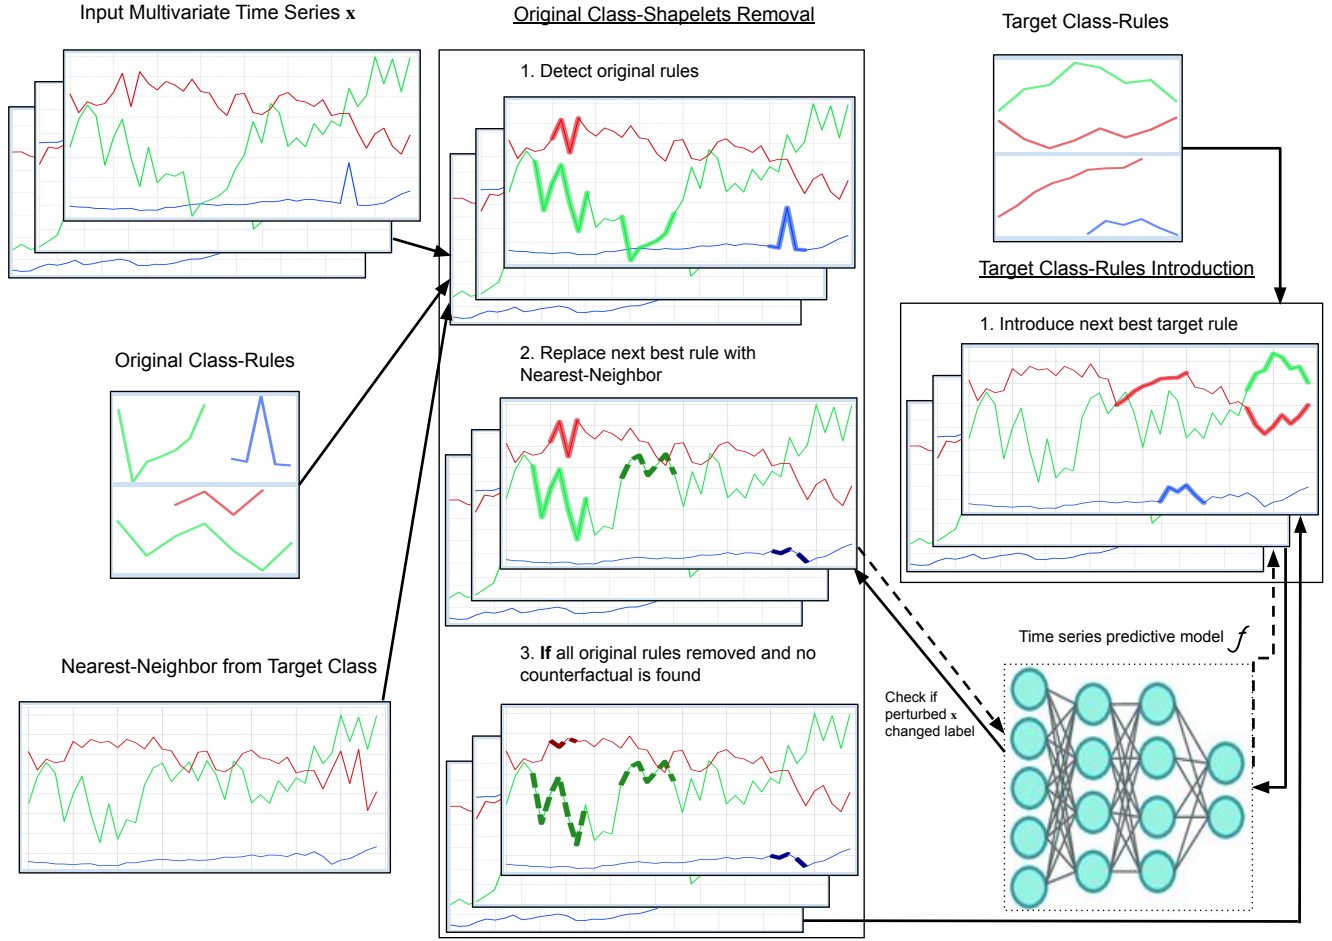 Input Multivariate Time Series x
Original Class-Shapelets Removal
Target Class-Rules
1. Detect original rules
Target Class-Rules Introduction
1. Introduce next best target rule
Original Class-Rules
2. Replace next best rule with
Nearest-Neighbor
Nearest-Neighbor from Target Class
3. If all original rules removed and no
counterfactual is found
Time series predictive model f
Check if
perturbed x
changed label